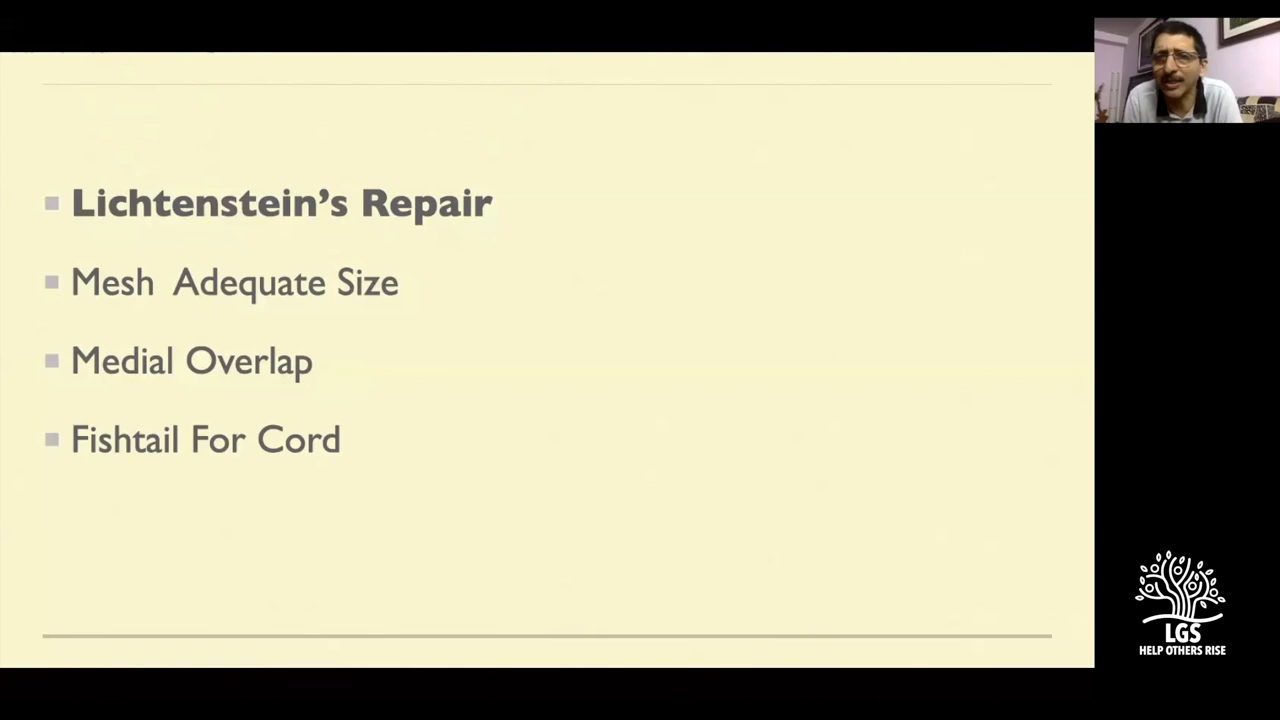 Lichtenstein’s Repair
Mesh Adequate Size
Medial Overlap
Fishtail For Cord
LGS
HELP OTHERS RISE